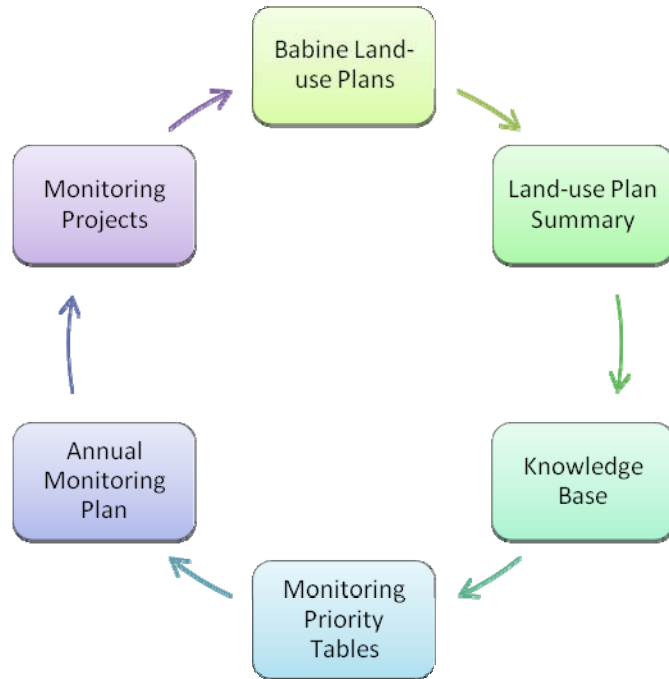 Babine Land-
use Plans
Land-use Plan
Summary
Knowledge
Base
Monitoring
Priority
Tables
Annual
Monitoring
Plan
Monitoring
Projects